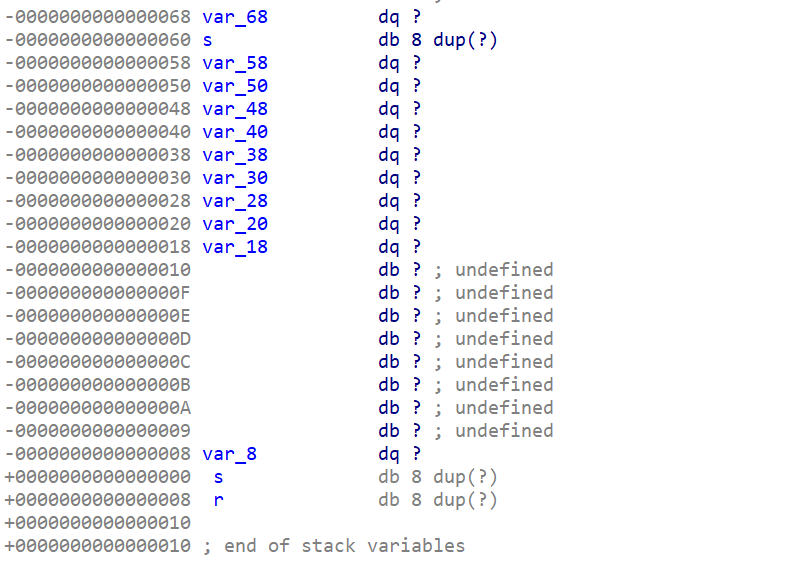 -0000000000000068 var_68 dq ?
-0000000000000060 s db 8 dup(?)
-0000000000000058 var_58 dq ?
-0000000000000050 var_50 dq ?
-0000000000000048 var_48 dq ?
-0000000000000040 var_40 dq ?
-0000000000000038 var_38 dq ?
-0000000000000030 var_30 dq ?
-0000000000000028 var_28 dq ?
-0000000000000020 var_20 dq ?
-0000000000000018 var_18 dq ?
-0000000000000010 db ? ; undefined
-000000000000000F db ? ; undefined
-000000000000000E db ? ; undefined
-000000000000000D db ? ; undefined
-000000000000000C db ? ; undefined
-000000000000000B db ? ; undefined
-000000000000000A db ? ; undefined
-0000000000000009 db ? ; undefined
-0000000000000008 var_8 dq ?
+0000000000000000 s db 8 dup(?)
+0000000000000008 r db 8 dup(?)
+0000000000000010
+0000000000000010 ; end of stack variables